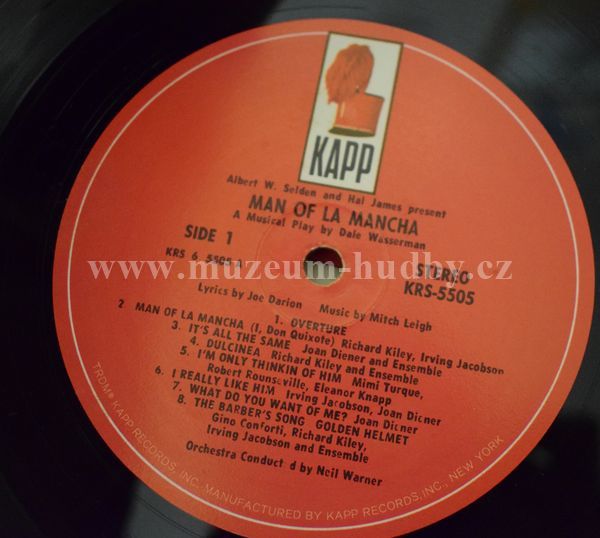 KAPP
Albert W. Selden and Hal James present
MAN OF LA MANCHA
A Musical Play by Dale Wasserman
SIDE 1
KRS 6 5505 A
STEREO
KRS-5505
www.muzeum-hudby.cz
Lyrics by Joe Darion Music by Mitch Leigh
1. OVERTURE
2. MAN OF LA MANCHA (I, Don Quixote) Richard Kiley, Irving Jacobson
3. IT'S ALL THE SAME Joan Diener and Ensemble
4. DULCINEA Richard Kiley and Ensemble
5. I'M ONLY THINKIN OF HIM Mimi Turque,
Robert Rounseville, Eleanor Knapp
6. I REALLY LIKE HIM Irving Jacobson, Joan Diener
7. WHAT DO YOU WANT OF ME? Joan Diener
8. THE BARBER'S SONG GOLDEN HELMET
Gino Conforti, Richard Kiley,
Irving Jacobson and Ensemble
Orchestra Conduct d by Neil Warner
TRDMK KAPP RECORDS, INC. MANUFACTURED BY KAPP RECORDS, INC., NEW YORK